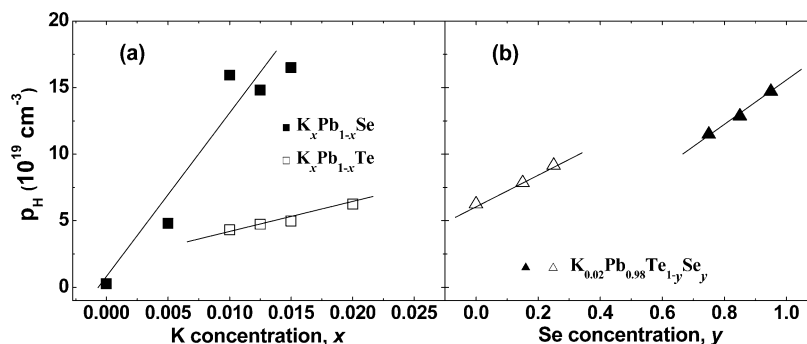 (a)
(b)
p_H (10^19 cm^-3)
15
10
5
0
K_xPb_1-xSe
K_xPb_1-xTe
K_0.02Pb_0.98Te_1-ySe_y
0.000 0.005 0.010 0.015 0.020 0.025
0.0 0.2 0.4 0.6 0.8 1.0
K concentration, x
Se concentration, y